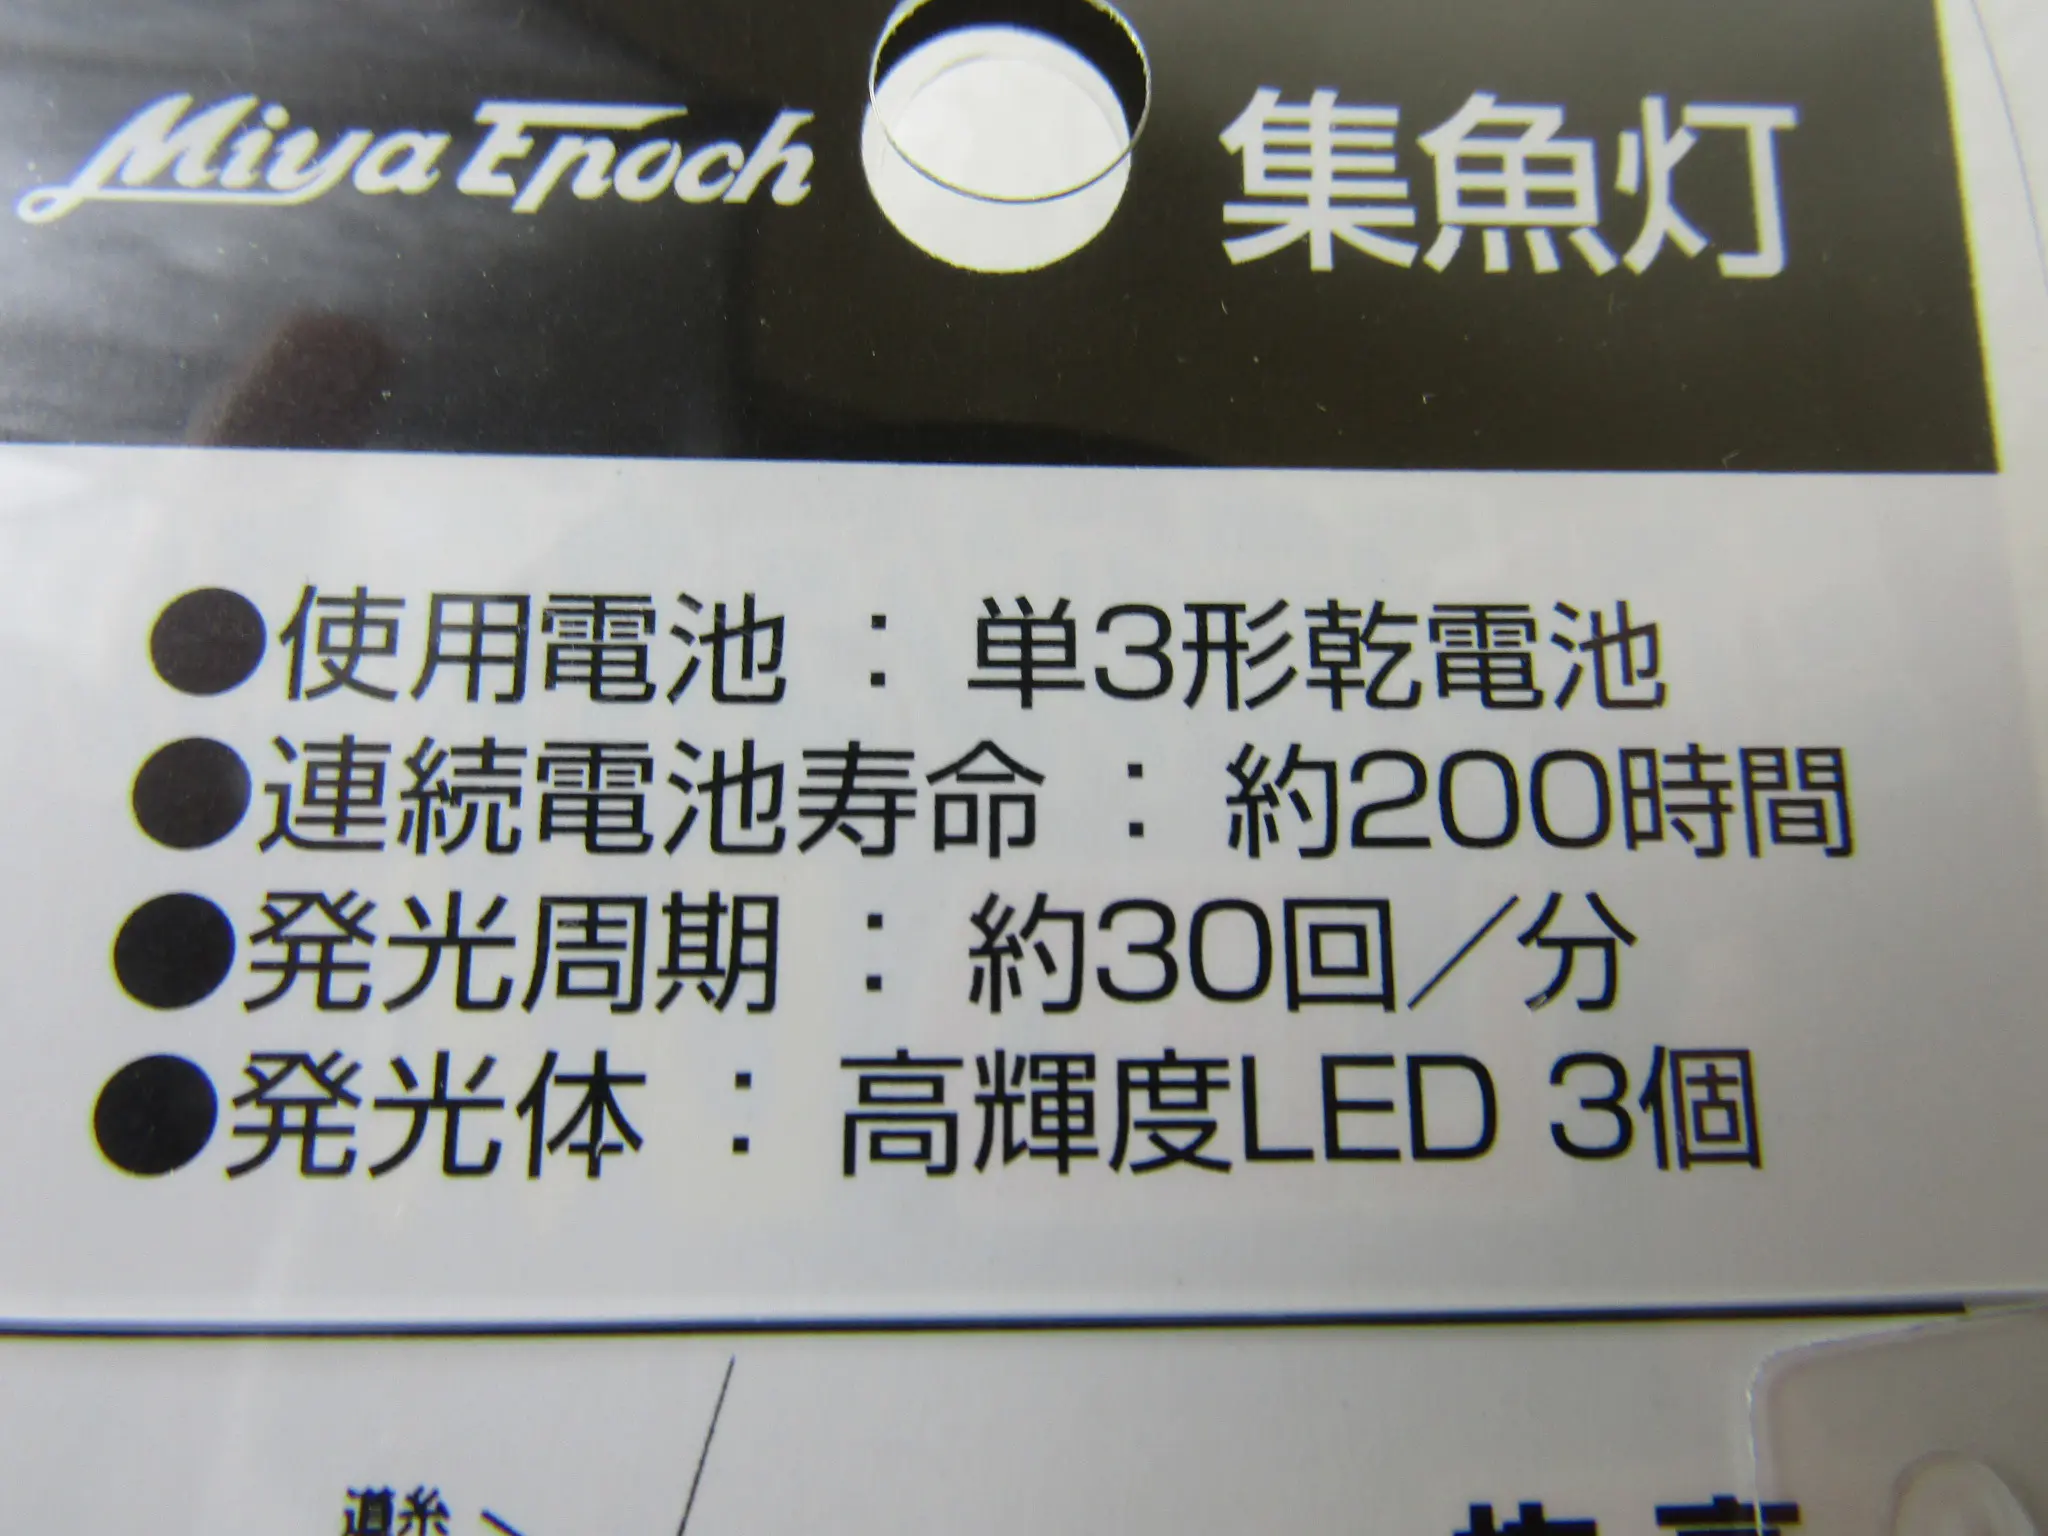 Miya Epoch 集魚灯
●使用電池 : 単3形乾電池
●連続電池寿命 : 約200時間
●発光周期 : 約30回／分
●発光体 : 高輝度LED 3個
道糸